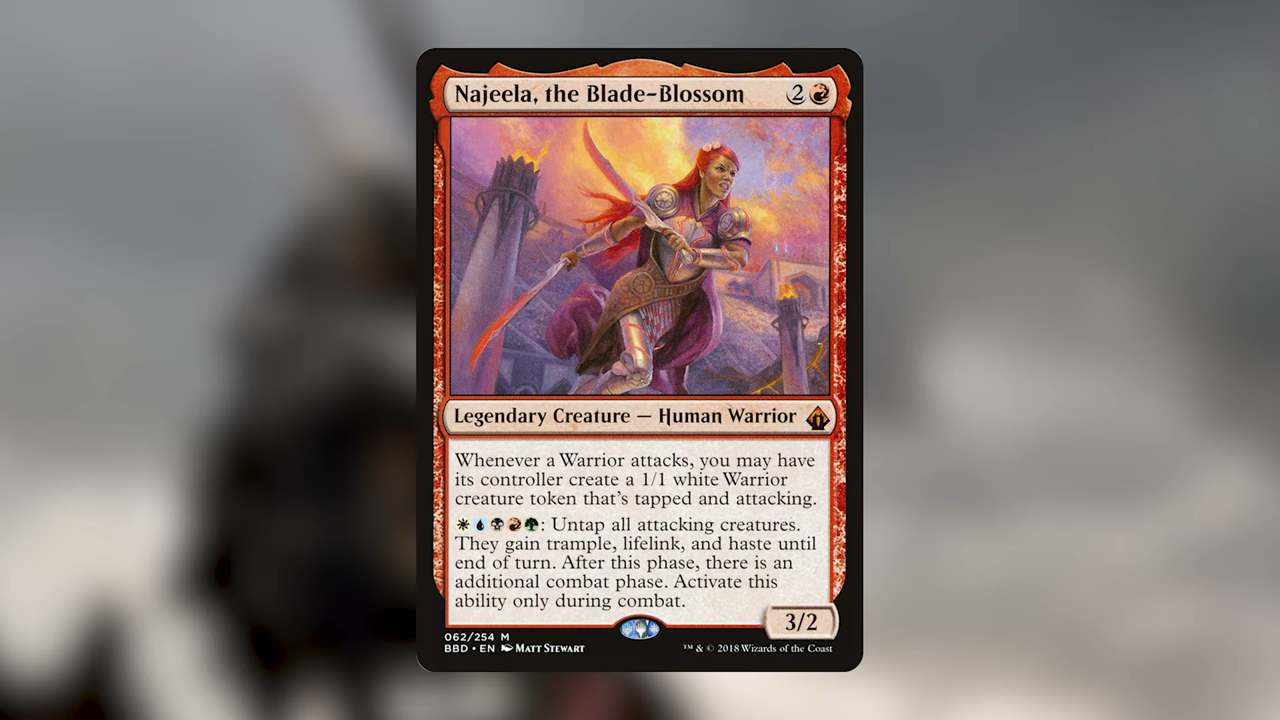 Najeela, the Blade-Blossom 2
Legendary Creature — Human Warrior
Whenever a Warrior attacks, you may have
its controller create a 1/1 white Warrior
creature token that's tapped and attacking.
: Untap all attacking creatures.
They gain trample, lifelink, and haste until
end of turn. After this phase, there is an
additional combat phase. Activate this
ability only during combat.
3/2
062/254 M
BBD • EN Matt Stewart
™ & © 2018 Wizards of the Coast